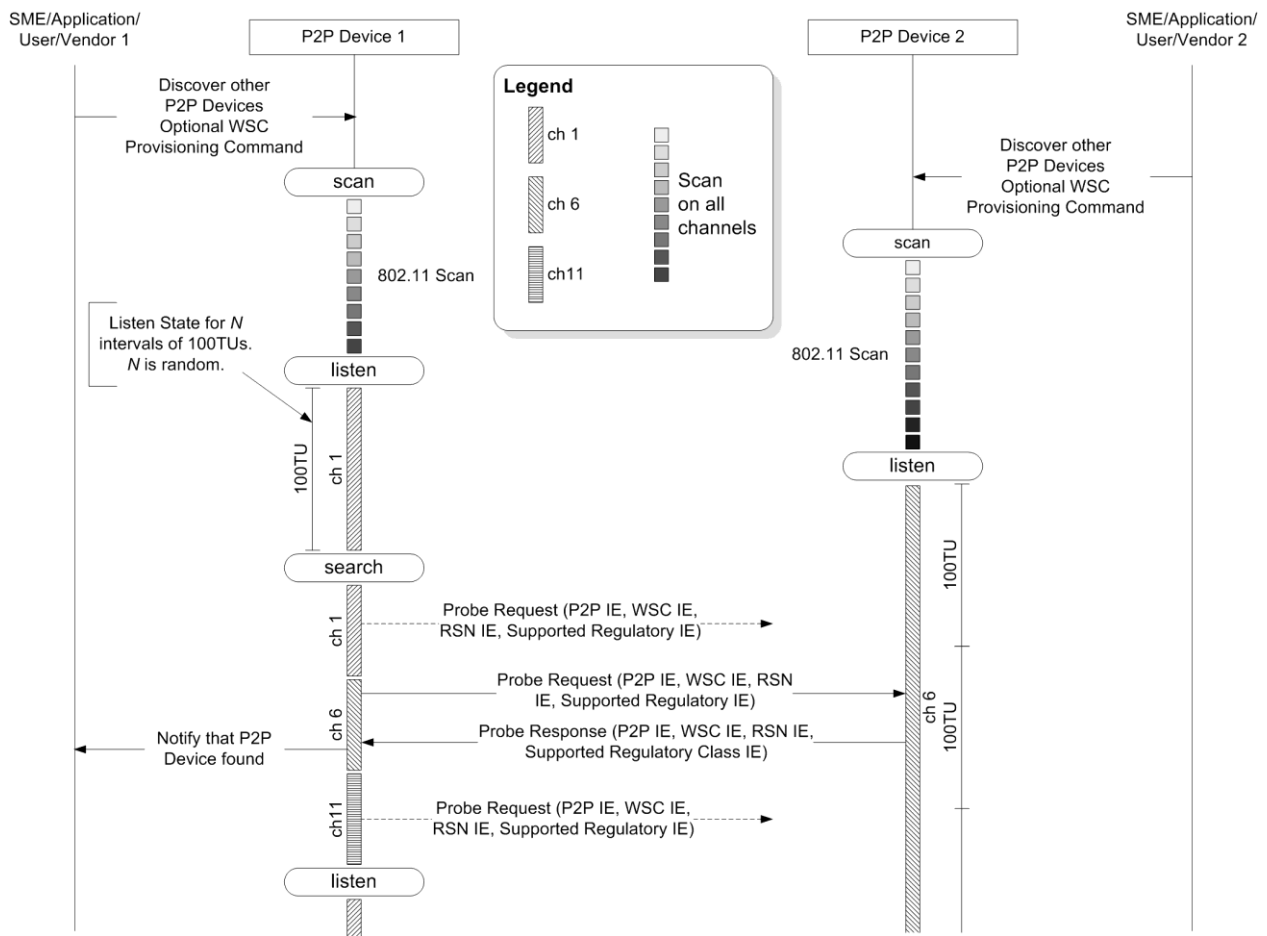 SME/Application/
User/Vendor 1
P2P Device 1
P2P Device 2
SME/Application/
User/Vendor 2
Discover other
P2P Devices
Optional WSC
Provisioning Command
Legend
ch 1
ch 6
ch11
Scan
on all
channels
Discover other
P2P Devices
Optional WSC
Provisioning Command
scan
802.11 Scan
scan
802.11 Scan
Listen State for N
intervals of 100TUs.
N is random.
listen
100TU
ch 1
listen
100TU
search
ch 1
Probe Request (P2P IE, WSC IE,
RSN IE, Supported Regulatory IE)
ch 6
Probe Request (P2P IE, WSC IE, RSN
IE, Supported Regulatory IE)
ch 6
100TU
Probe Response (P2P IE, WSC IE, RSN IE,
Supported Regulatory Class IE)
Notify that P2P
Device found
ch11
Probe Request (P2P IE, WSC IE,
RSN IE, Supported Regulatory IE)
listen